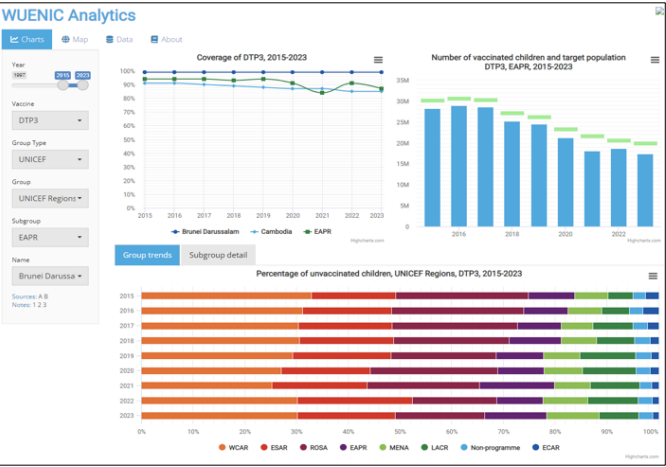 WUENIC Analytics
Charts
Map
Data
About
Year
1997 2015 2023
Vaccine
DTP3
Group Type
UNICEF
Group
UNICEF Regions
Subgroup
EAPR
Name
Brunei Darussa
Sources: A B
Notes: 1 2 3
Coverage of DTP3, 2015-2023
100%
90%
80%
70%
60%
50%
40%
30%
20%
10%
0%
2015 2016 2017 2018 2019 2020 2021 2022 2023
Brunei Darussalam Cambodia EAPR
Highcharts.com
Number of vaccinated children and target population
DTP3, EAPR, 2015-2023
35M
30M
25M
20M
15M
10M
5M
0
2016 2018 2020 2022
Highcharts.com
Group trends
Subgroup detail
Percentage of unvaccinated children, UNICEF Regions, DTP3, 2015-2023
2015
2016
2017
2018
2019
2020
2021
2022
2023
0% 10% 20% 30% 40% 50% 60% 70% 80% 90% 100%
WCAR ESAR ROSA EAPR MENA LACR Non-programme ECAR
Highcharts.com